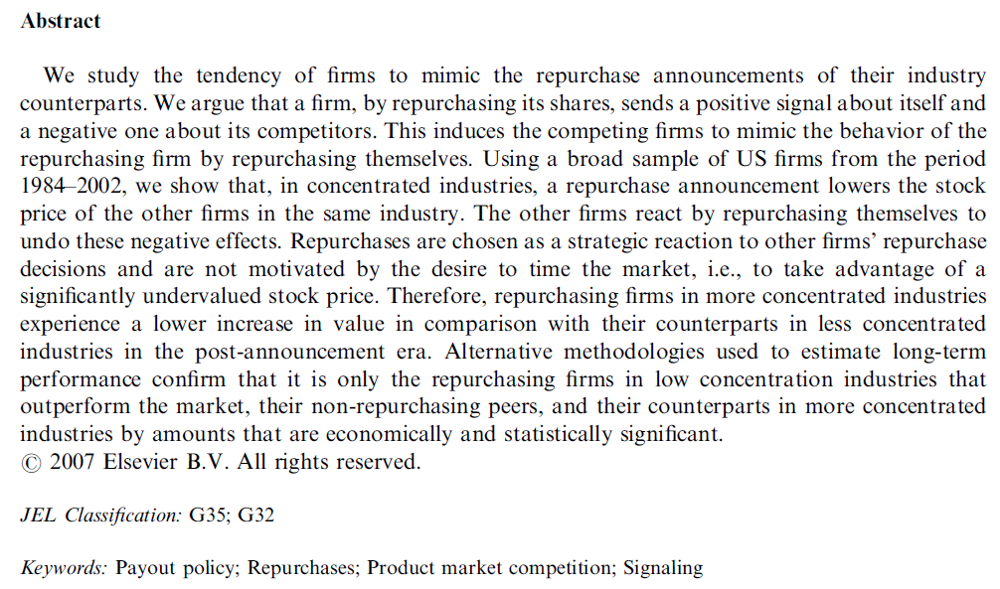 Abstract
We study the tendency of firms to mimic the repurchase announcements of their industry
counterparts. We argue that a firm, by repurchasing its shares, sends a positive signal about itself and
a negative one about its competitors. This induces the competing firms to mimic the behavior of the
repurchasing firm by repurchasing themselves. Using a broad sample of US firms from the period
1984–2002, we show that, in concentrated industries, a repurchase announcement lowers the stock
price of the other firms in the same industry. The other firms react by repurchasing themselves to
undo these negative effects. Repurchases are chosen as a strategic reaction to other firms' repurchase
decisions and are not motivated by the desire to time the market, i.e., to take advantage of a
significantly undervalued stock price. Therefore, repurchasing firms in more concentrated industries
experience a lower increase in value in comparison with their counterparts in less concentrated
industries in the post-announcement era. Alternative methodologies used to estimate long-term
performance confirm that it is only the repurchasing firms in low concentration industries that
outperform the market, their non-repurchasing peers, and their counterparts in more concentrated
industries by amounts that are economically and statistically significant.
© 2007 Elsevier B.V. All rights reserved.
JEL Classification: G35; G32
Keywords: Payout policy; Repurchases; Product market competition; Signaling